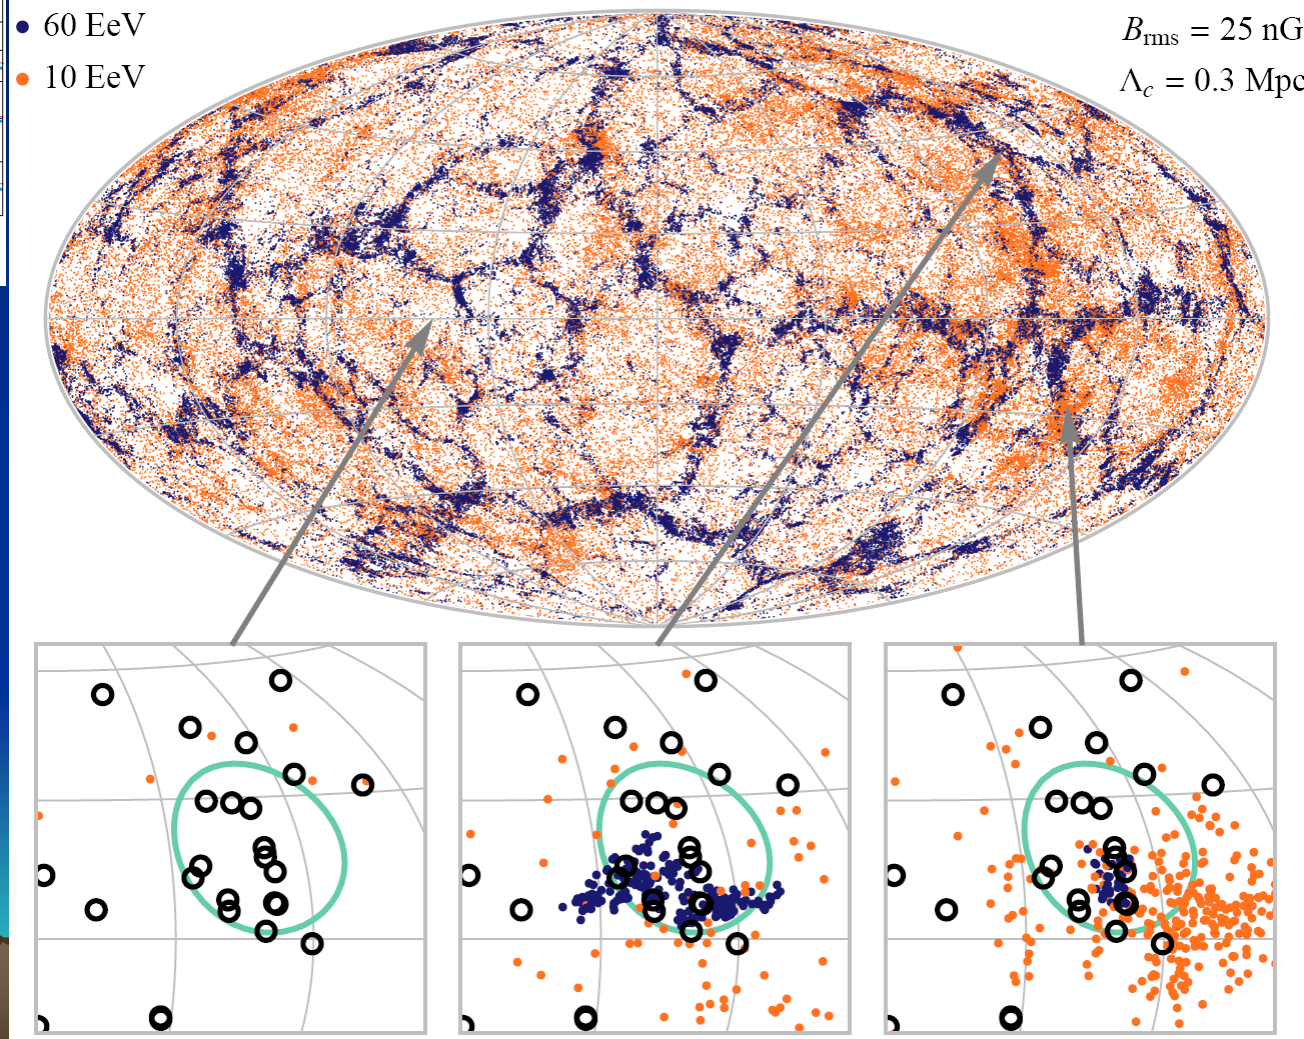 60 EeV
10 EeV
B_rms = 25 nG
Λ_c = 0.3 Mpc